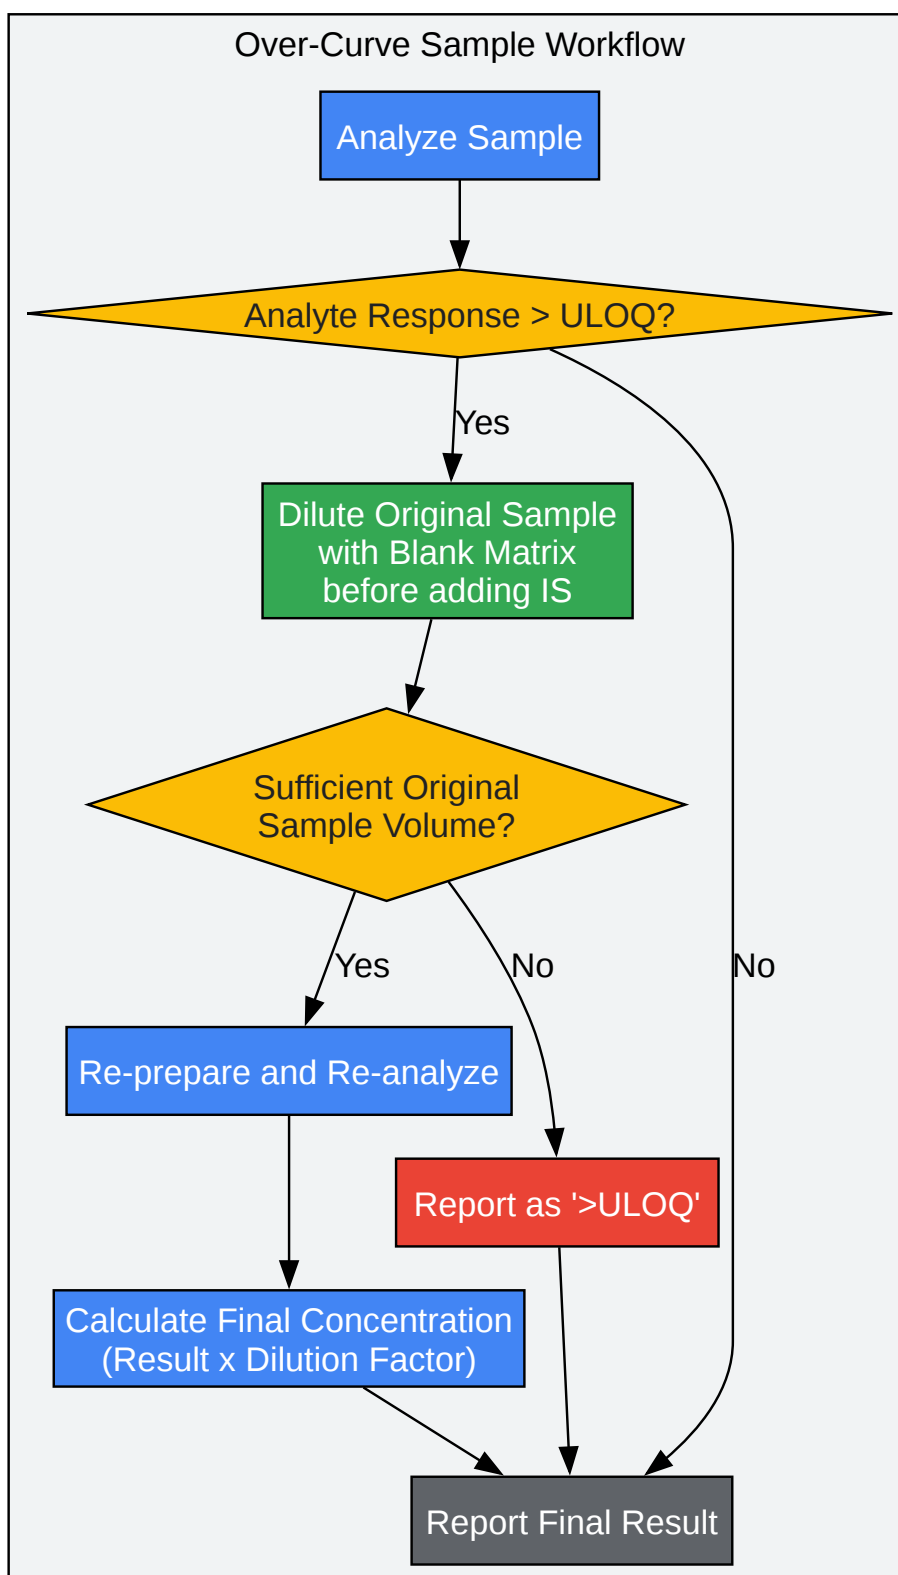 Over-Curve Sample Workflow
Analyze Sample
Analyte Response > ULOQ?
Yes
Dilute Original Sample
with Blank Matrix
before adding IS
Sufficient Original
Sample Volume?
Yes
No
No
Re-prepare and Re-analyze
Report as '>ULOQ'
Calculate Final Concentration
(Result x Dilution Factor)
Report Final Result